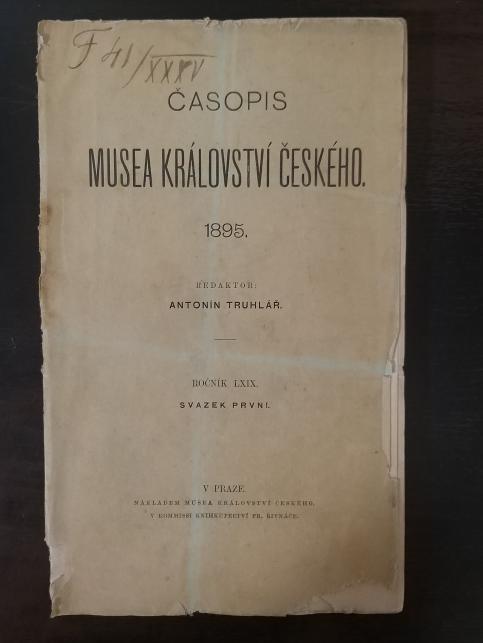 F 41/XXXV
ČASOPIS
MUSEA KRÁLOVSTVÍ ČESKÉHO.
1895.
REDAKTOR:
ANTONÍN TRUHLÁŘ.
ROČNÍK LXIX.
SVAZEK PRVNÍ.
V PRAZE.
NÁKLADEM MUSEA KRÁLOVSTVÍ ČESKÉHO.
V KOMMISSI KNIHKUPECTVÍ FR. ŘIVNÁČE.